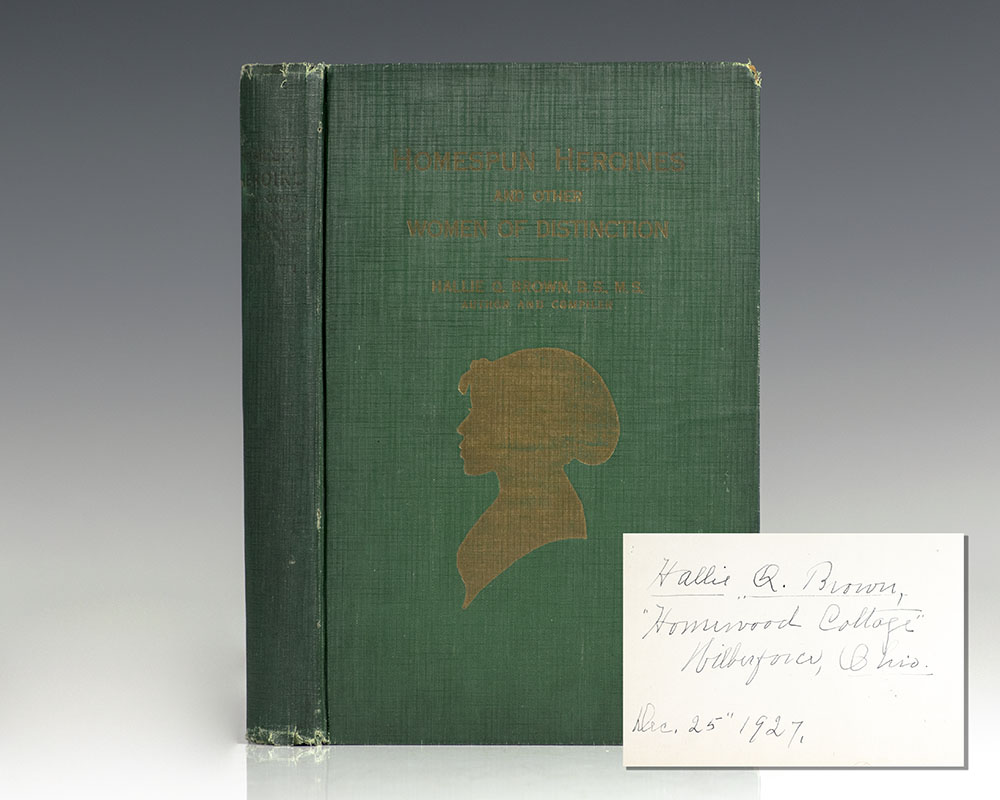 HOMESPUN HEROINES
AND OTHER
WOMEN OF DISTINCTION
HALLIE Q. BROWN, B.S., M.S.
AUTHOR AND COMPILER
Hallie Q. Brown,
"Homewood Cottage"
Wilberforce, Ohio.
Dec. 25" 1927.